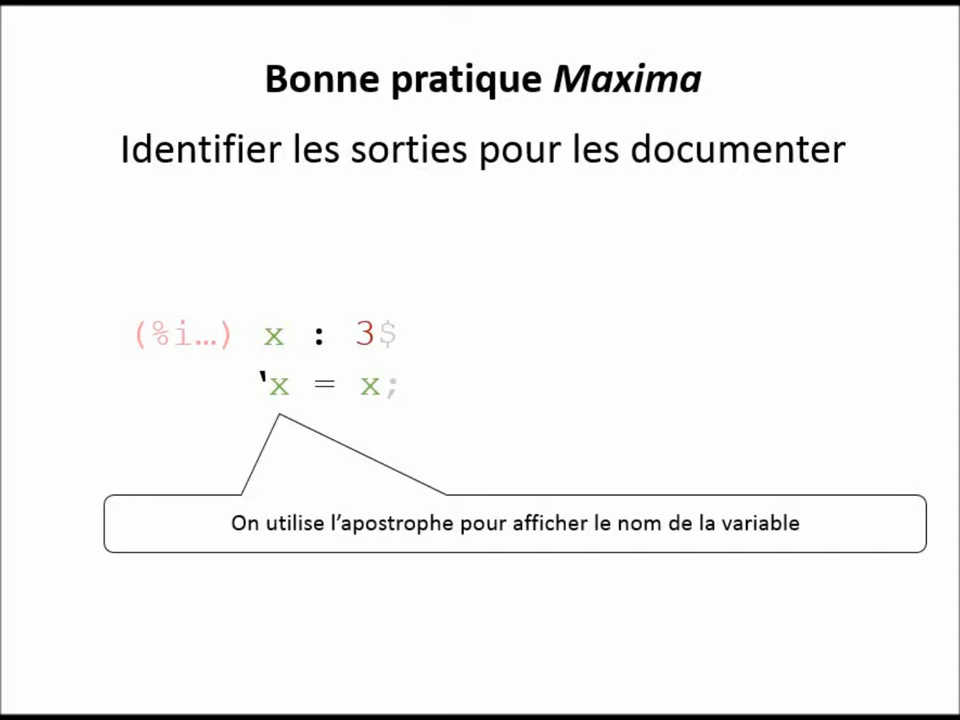 Bonne pratique Maxima
Identifier les sorties pour les documenter
(%i…) x : 3$
‛x = x;
On utilise l’apostrophe pour afficher le nom de la variable